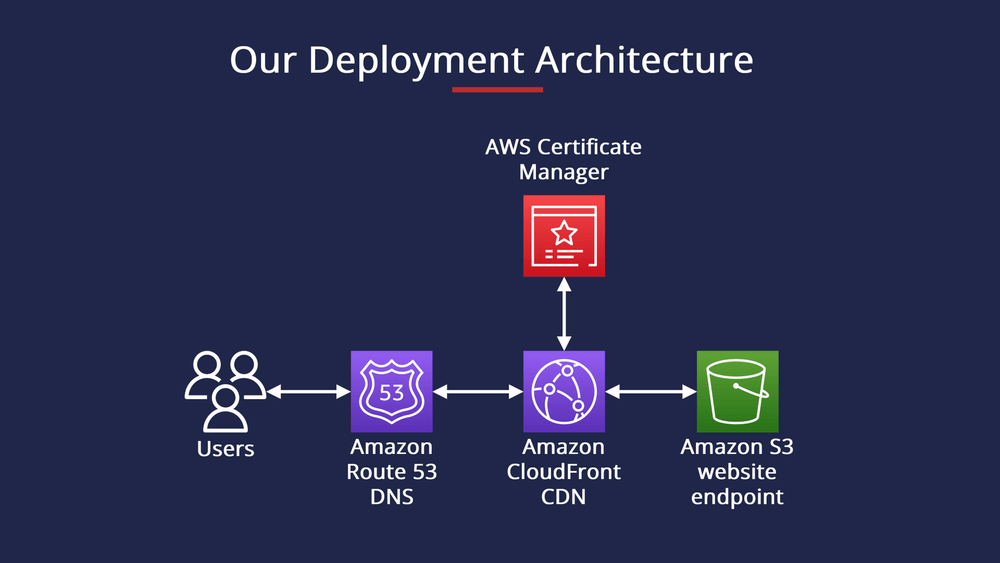 Our Deployment Architecture
AWS Certificate
Manager
53
Users
Amazon
Route 53
DNS
Amazon
CloudFront
CDN
Amazon S3
website
endpoint